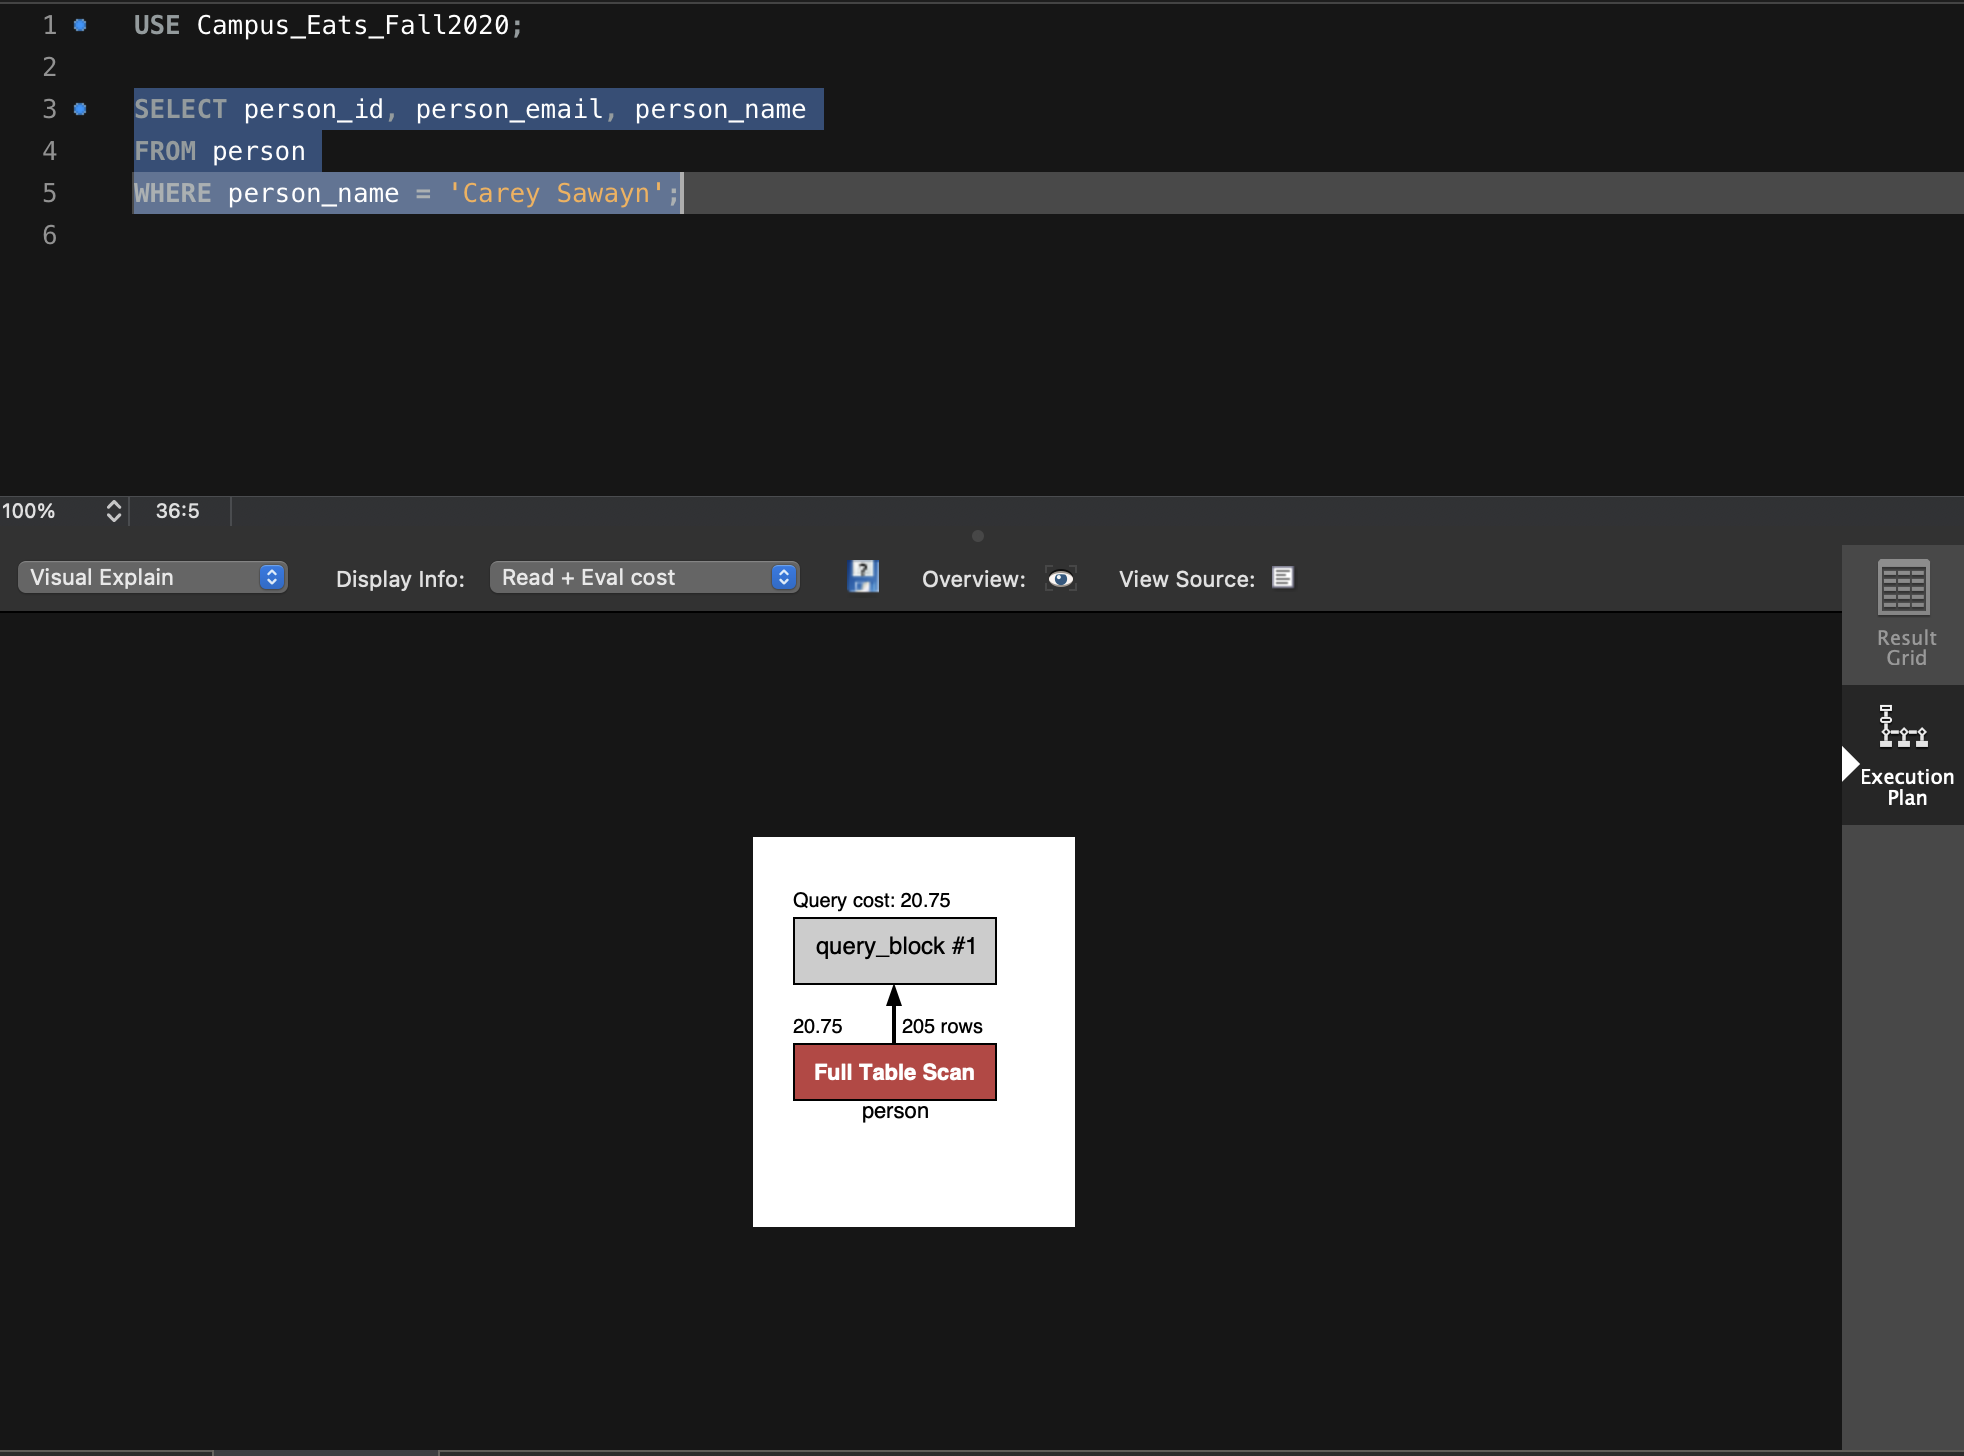 1 USE Campus_Eats_Fall2020;
2
3 SELECT person_id, person_email, person_name
4 FROM person
5 WHERE person_name = 'Carey Sawayn';
6
100% 36:5
Visual Explain Display Info: Read + Eval cost Overview: View Source:
Result
Grid
Execution
Plan
Query cost: 20.75
query_block #1
20.75 205 rows
Full Table Scan
person